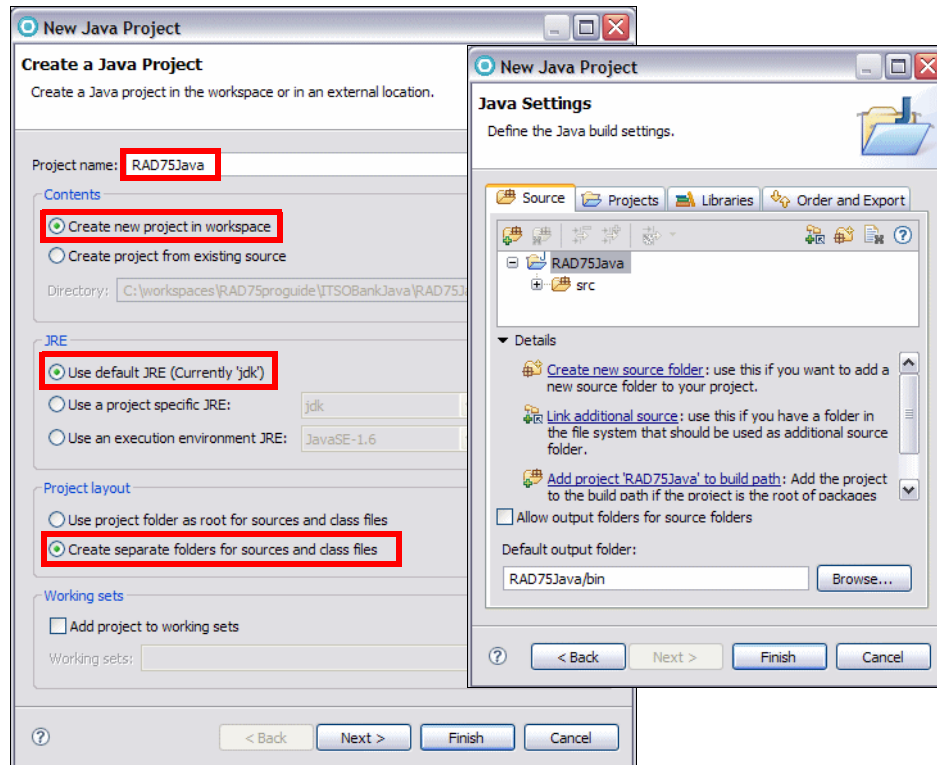 New Java Project
Create a Java Project
Create a Java project in the workspace or in an external location.
Project name: RAD75Java
Contents
Create new project in workspace
Create project from existing source
Directory: C:\workspaces\RAD75proguide\ITSOBankJava\RAD75J
JRE
Use default JRE (Currently 'jdk')
Use a project specific JRE: jdk
Use an execution environment JRE: JavaSE-1.6
Project layout
Use project folder as root for sources and class files
Create separate folders for sources and class files
Working sets
Add project to working sets
Working sets:
< Back Next > Finish Cancel
New Java Project
Java Settings
Define the Java build settings.
Source Projects Libraries Order and Export
RAD75Java
src
Details
Create new source folder: use this if you want to add a
new source folder to your project.
Link additional source: use this if you have a folder in
the file system that should be used as additional source
folder.
Add project 'RAD75Java' to build path: Add the project
to the build path if the project is the root of packages
Allow output folders for source folders
Default output folder:
RAD75Java/bin Browse...
< Back Next > Finish Cancel